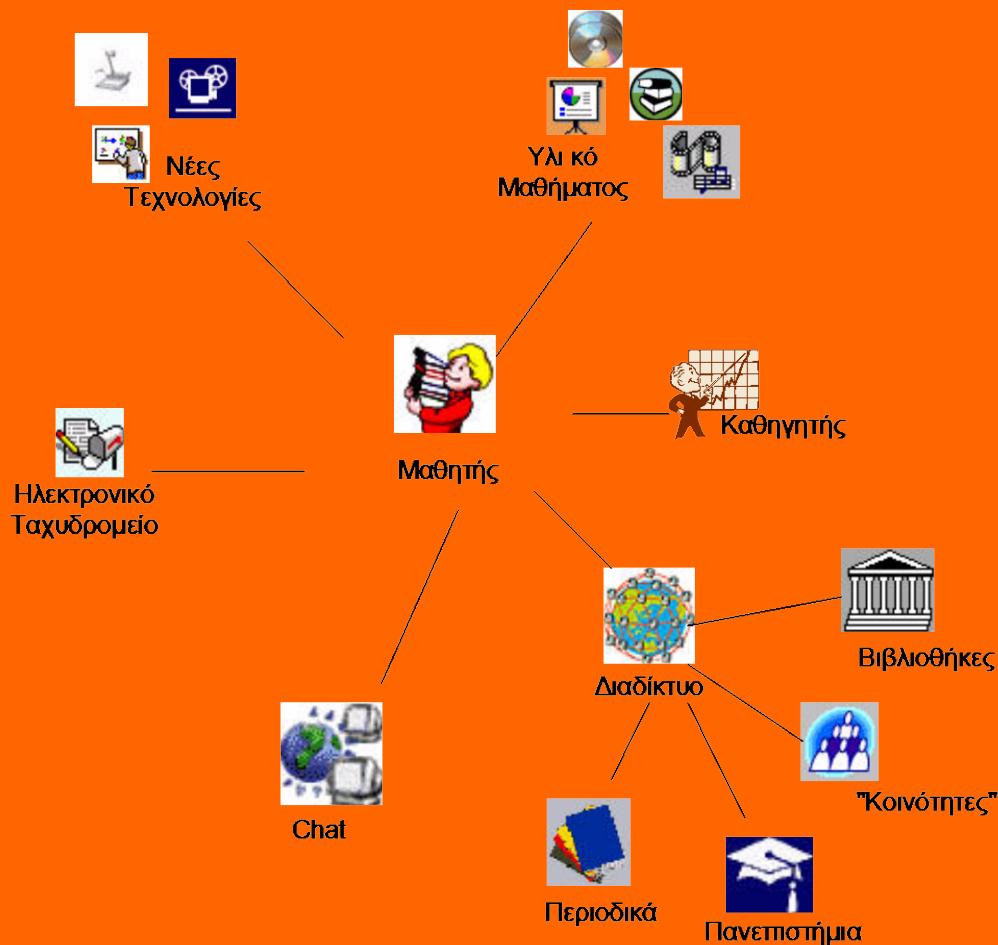 Νέες
Τεχνολογίες
Υλι κό
Μαθήματος
Καθηγητής
Μαθητής
Ηλεκτρονικό
Ταχυδρομείο
Βιβλιοθήκες
Διαδίκτυο
"Κοινότητες"
Chat
Περιοδικά
Πανεπιστήμια